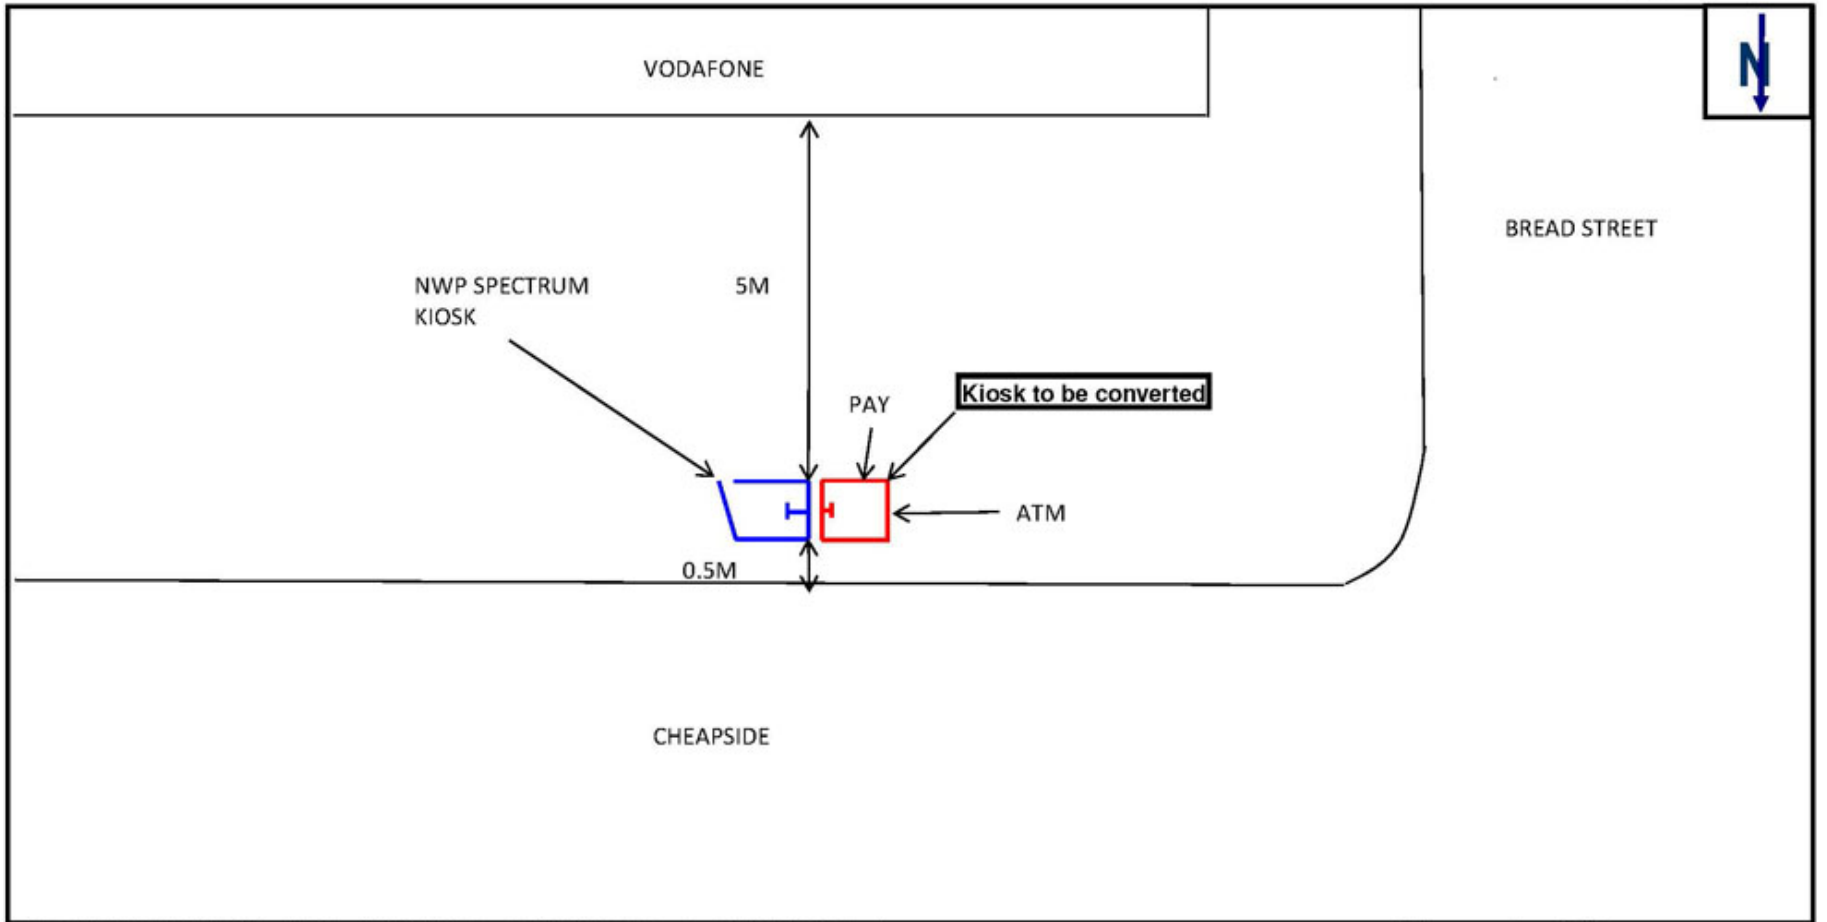 VODAFONE
N
BREAD STREET
NWP SPECTRUM
KIOSK
5M
Kiosk to be converted
PAY
ATM
0.5M
CHEAPSIDE